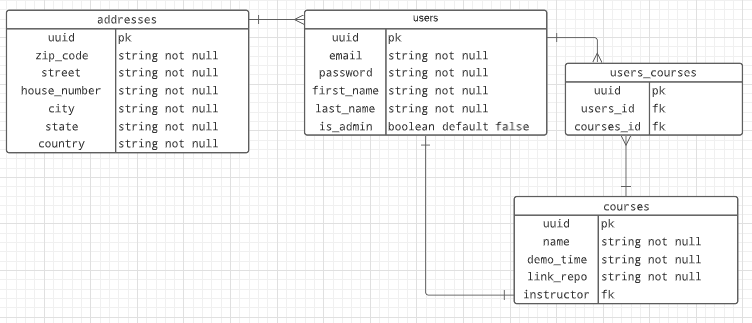 addresses
uuid pk
zip_code string not null
street string not null
house_number string not null
city string not null
state string not null
country string not null
users
uuid pk
email string not null
password string not null
first_name string not null
last_name string not null
is_admin boolean default false
users_courses
uuid pk
users_id fk
courses_id fk
courses
uuid pk
name string not null
demo_time string not null
link_repo string not null
instructor fk